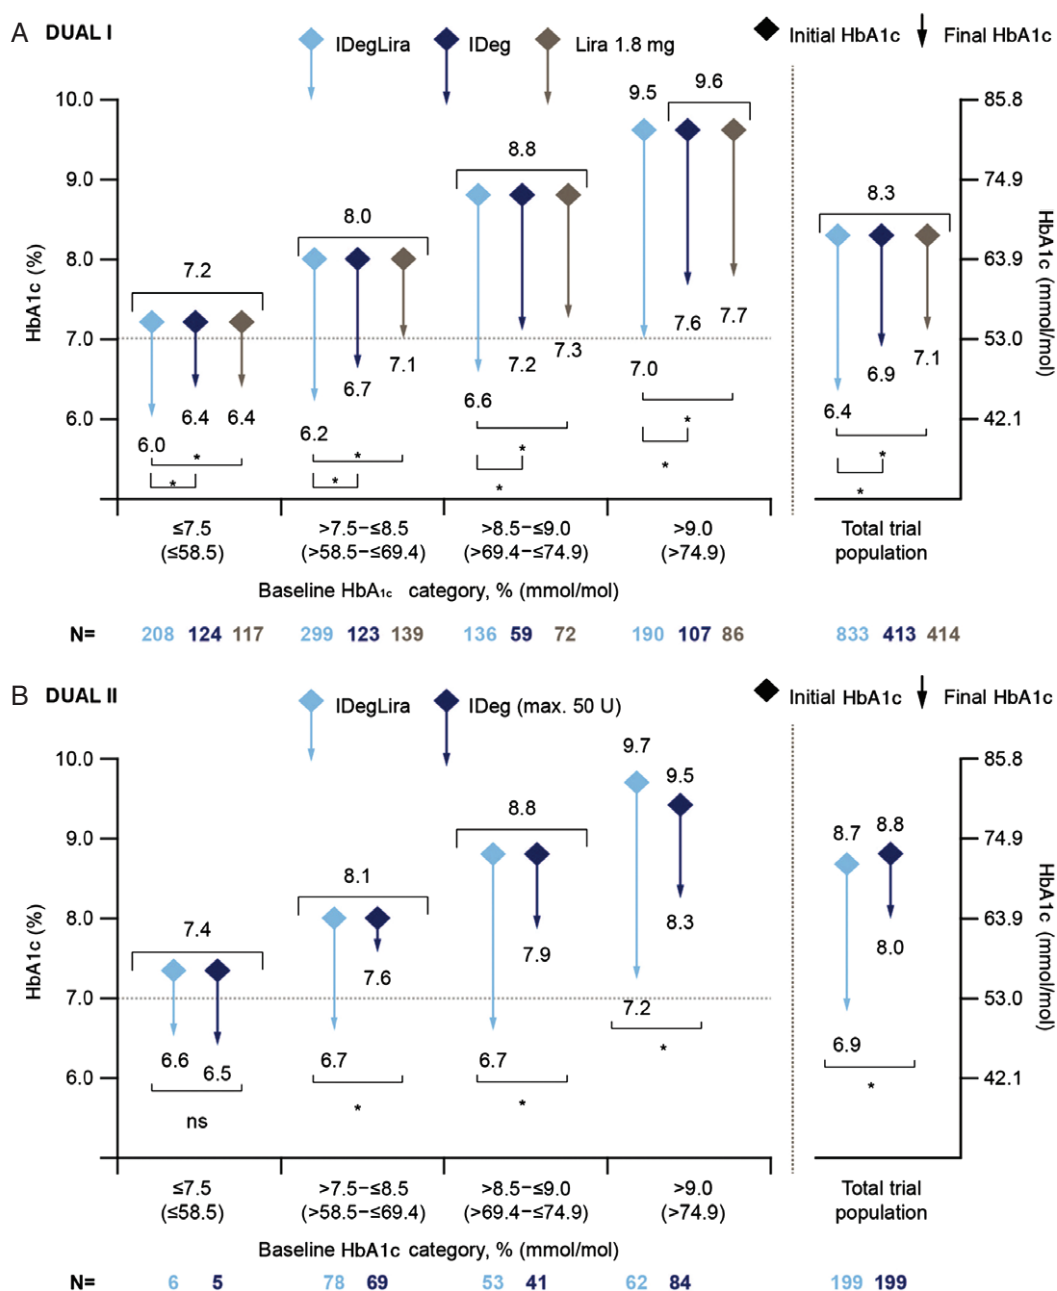 A DUAL I
IDegLira IDeg Lira 1.8 mg Initial HbA1c Final HbA1c
9.5 9.6
10.0 85.8
8.8
9.0 74.9
8.0 8.3
8.0 63.9
7.2
7.0 53.0
7.6 7.7
7.1 7.2 7.3 7.0 7.1
6.7 6.9
6.6
6.0 42.1
6.4 6.4 6.4
6.0 6.2
* * * * *
* * * * *
HbA1c (%)
HbA1c (mmol/mol)
≤7.5 >7.5–≤8.5 >8.5–≤9.0 >9.0 Total trial
(≤58.5) (>58.5–≤69.4) (>69.4–≤74.9) (>74.9) population
Baseline HbA1c category, % (mmol/mol)
N= 208 124 117 299 123 139 136 59 72 190 107 86 833 413 414
B DUAL II
IDegLira IDeg (max. 50 U) Initial HbA1c Final HbA1c
9.7
10.0 85.8
9.5
8.8 8.7 8.8
9.0 74.9
8.1
8.0 63.9
7.4 8.3
7.6 7.9 8.0
7.0 53.0
7.2
6.6 6.5 6.7 6.7 6.9
6.0 42.1
ns * * * *
HbA1c (%)
HbA1c (mmol/mol)
≤7.5 >7.5–≤8.5 >8.5–≤9.0 >9.0 Total trial
(≤58.5) (>58.5–≤69.4) (>69.4–≤74.9) (>74.9) population
Baseline HbA1c category, % (mmol/mol)
N= 6 5 78 69 53 41 62 84 199 199